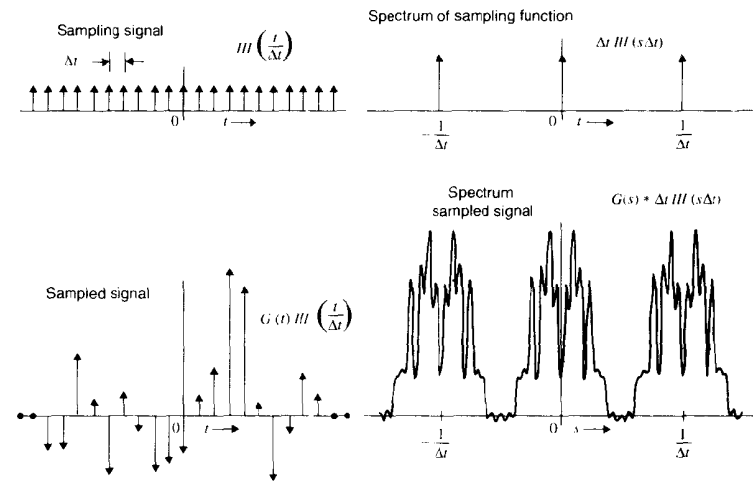 Sampling signal
III (t/Δt)
Δt
0 t
Spectrum of sampling function
Δt III (sΔt)
-1/Δt 0 t 1/Δt
Sampled signal
G (t) III (t/Δt)
0 t
Spectrum
sampled signal
G(s) * Δt III (sΔt)
-1/Δt 0 s 1/Δt